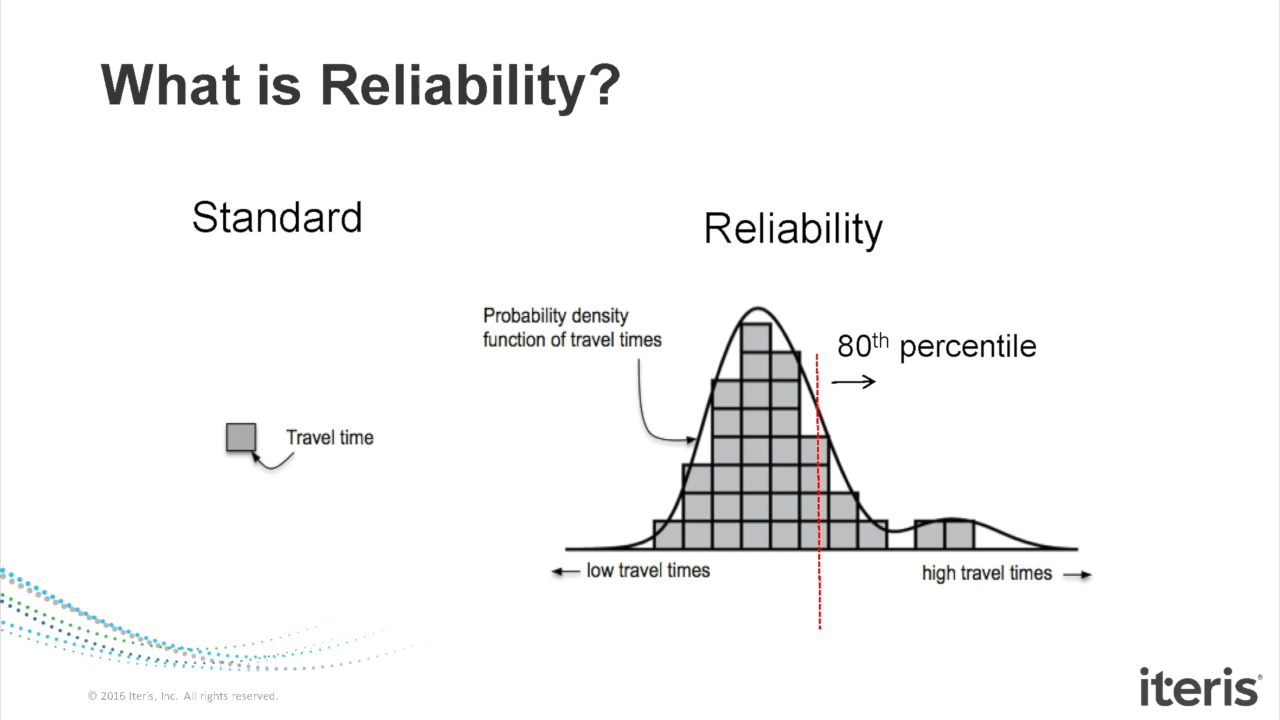 What is Reliability?
Standard
Reliability
Probability density
function of travel times
80th percentile
Travel time
low travel times
high travel times
© 2016 Iteris, Inc. All rights reserved.
iteris®